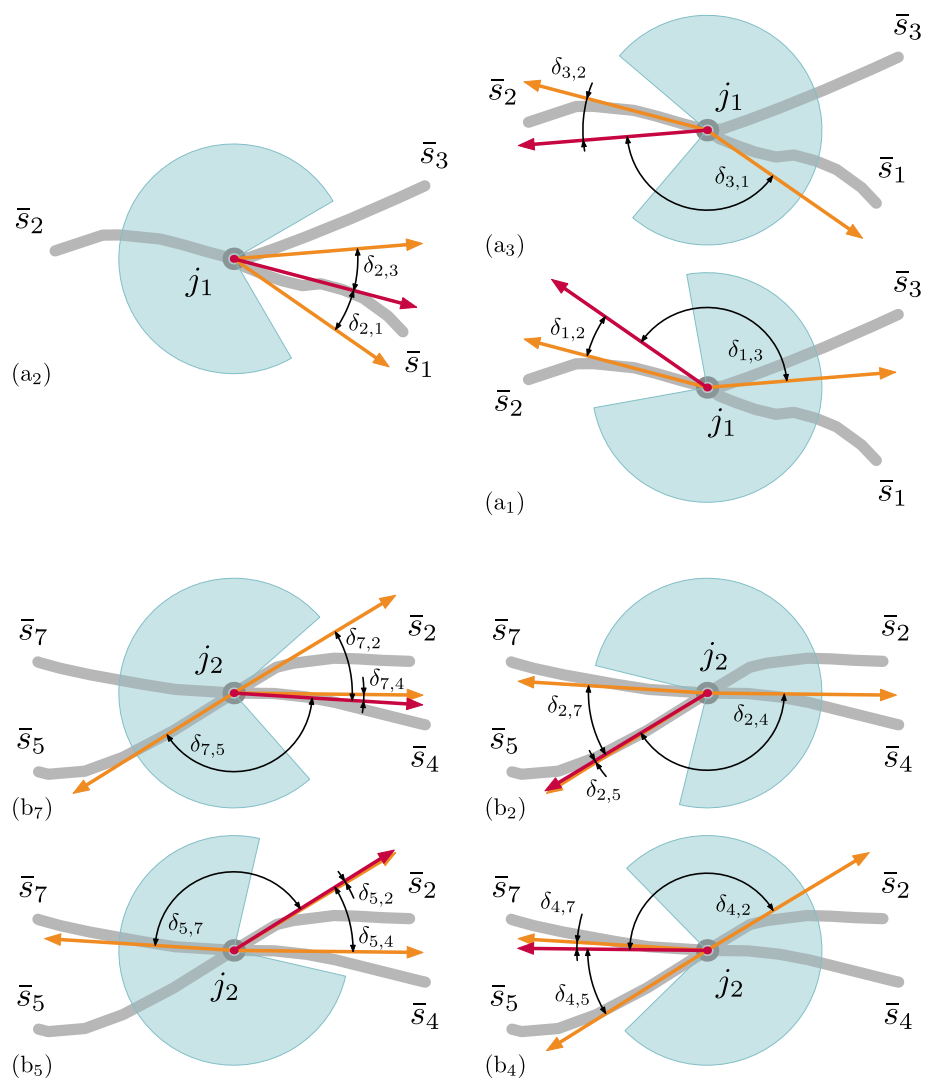 s̄₃
δ₃,₂
s̄₂
j₁
δ₃,₁
s̄₁
(a₃)
s̄₃
s̄₂
j₁
δ₂,₃
δ₂,₁
s̄₁
(a₂)
s̄₃
δ₁,₂
δ₁,₃
s̄₂
j₁
s̄₁
(a₁)
s̄₇
j₂
δ₇,₂
s̄₂
δ₇,₄
δ₇,₅
s̄₅
s̄₄
(b₇)
s̄₇
j₂
s̄₂
δ₂,₇
δ₂,₄
s̄₅
δ₂,₅
s̄₄
(b₂)
s̄₇
δ₅,₇
δ₅,₂
s̄₂
δ₅,₄
s̄₅
j₂
s̄₄
(b₅)
s̄₇
δ₄,₇
δ₄,₂
s̄₂
δ₄,₅
s̄₅
j₂
s̄₄
(b₄)